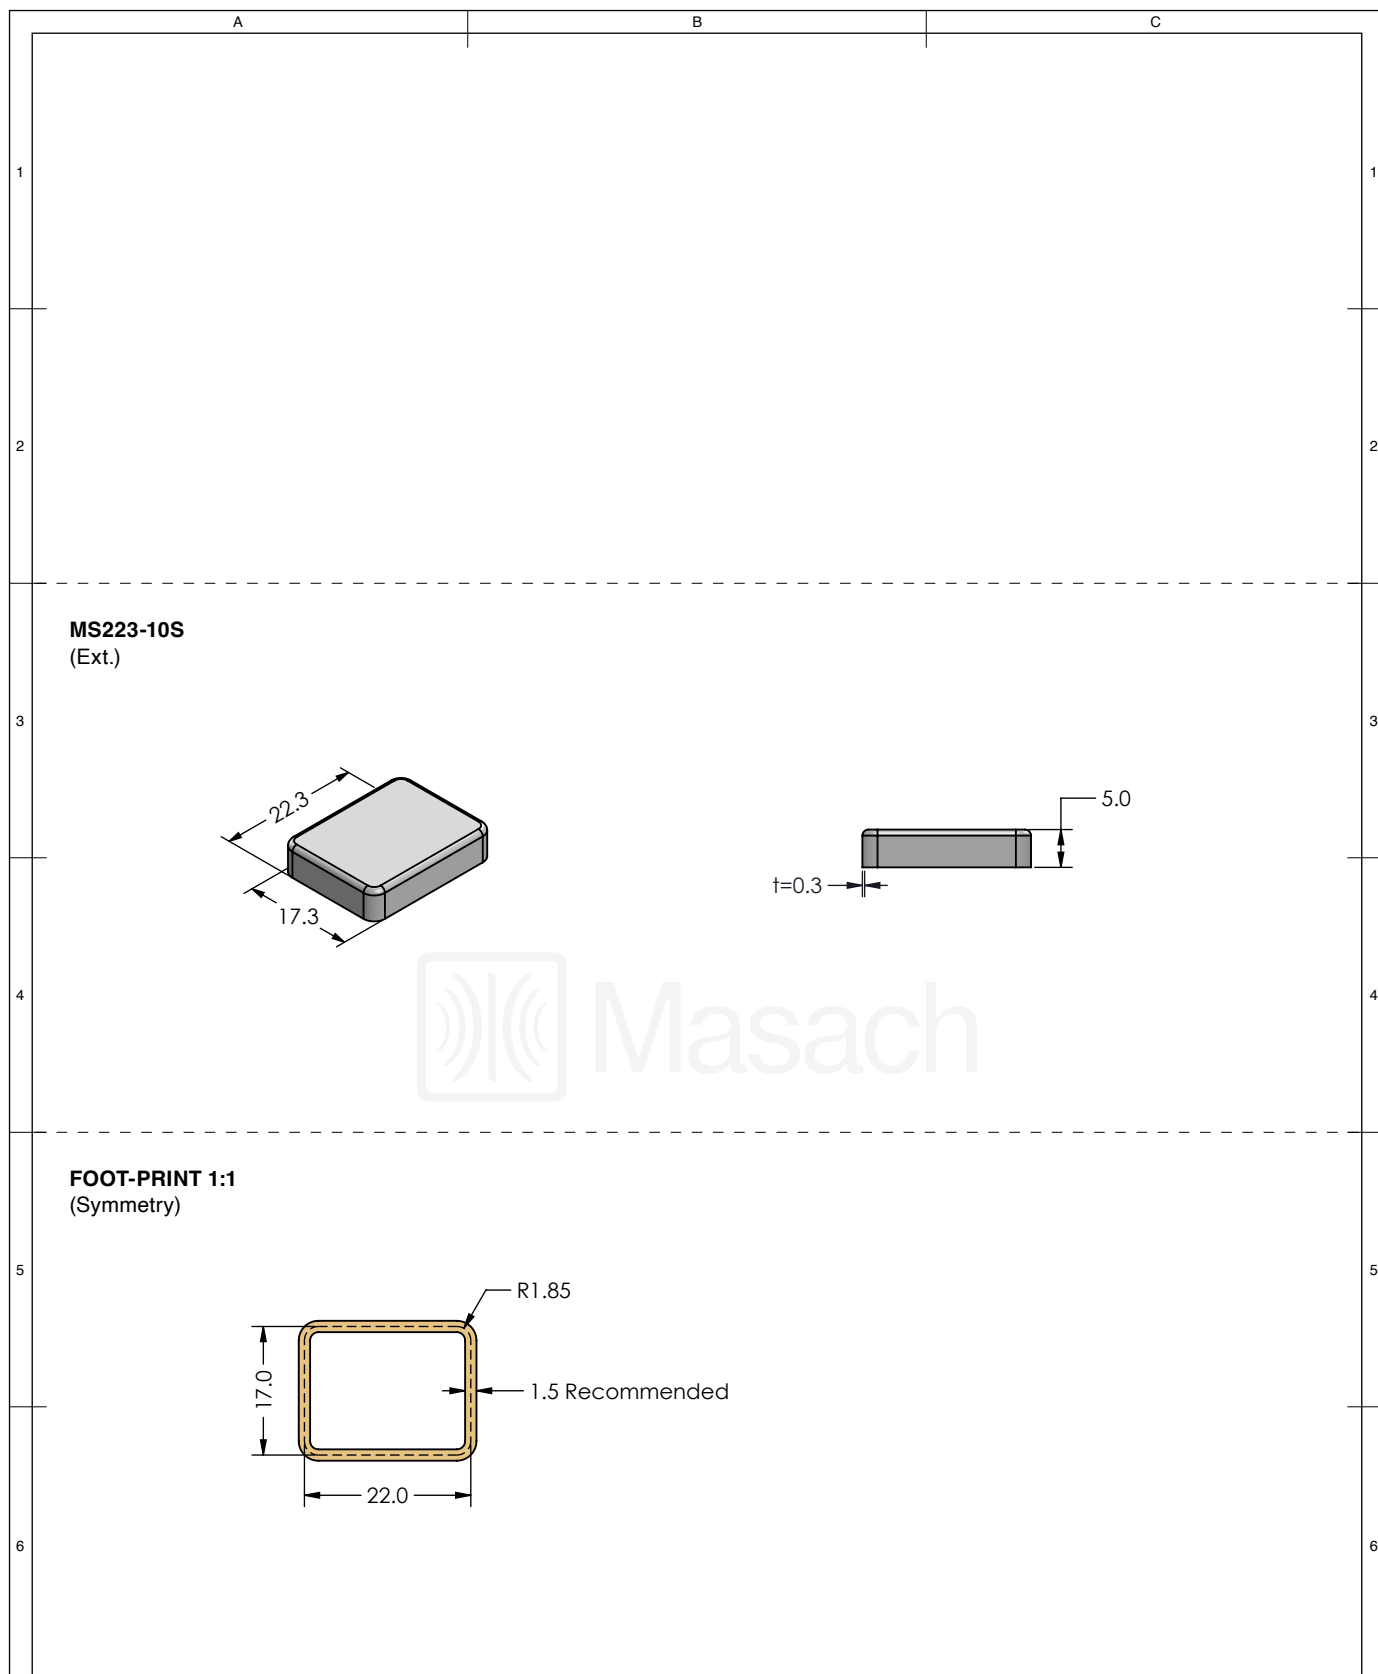 A B C
1 1
2 2
MS223-10S
(Ext.)
3 3
22.3
5.0
t=0.3
17.3
Masach
4 4
FOOT-PRINT 1:1
(Symmetry)
5 5
R1.85
17.0
1.5 Recommended
22.0
6 6